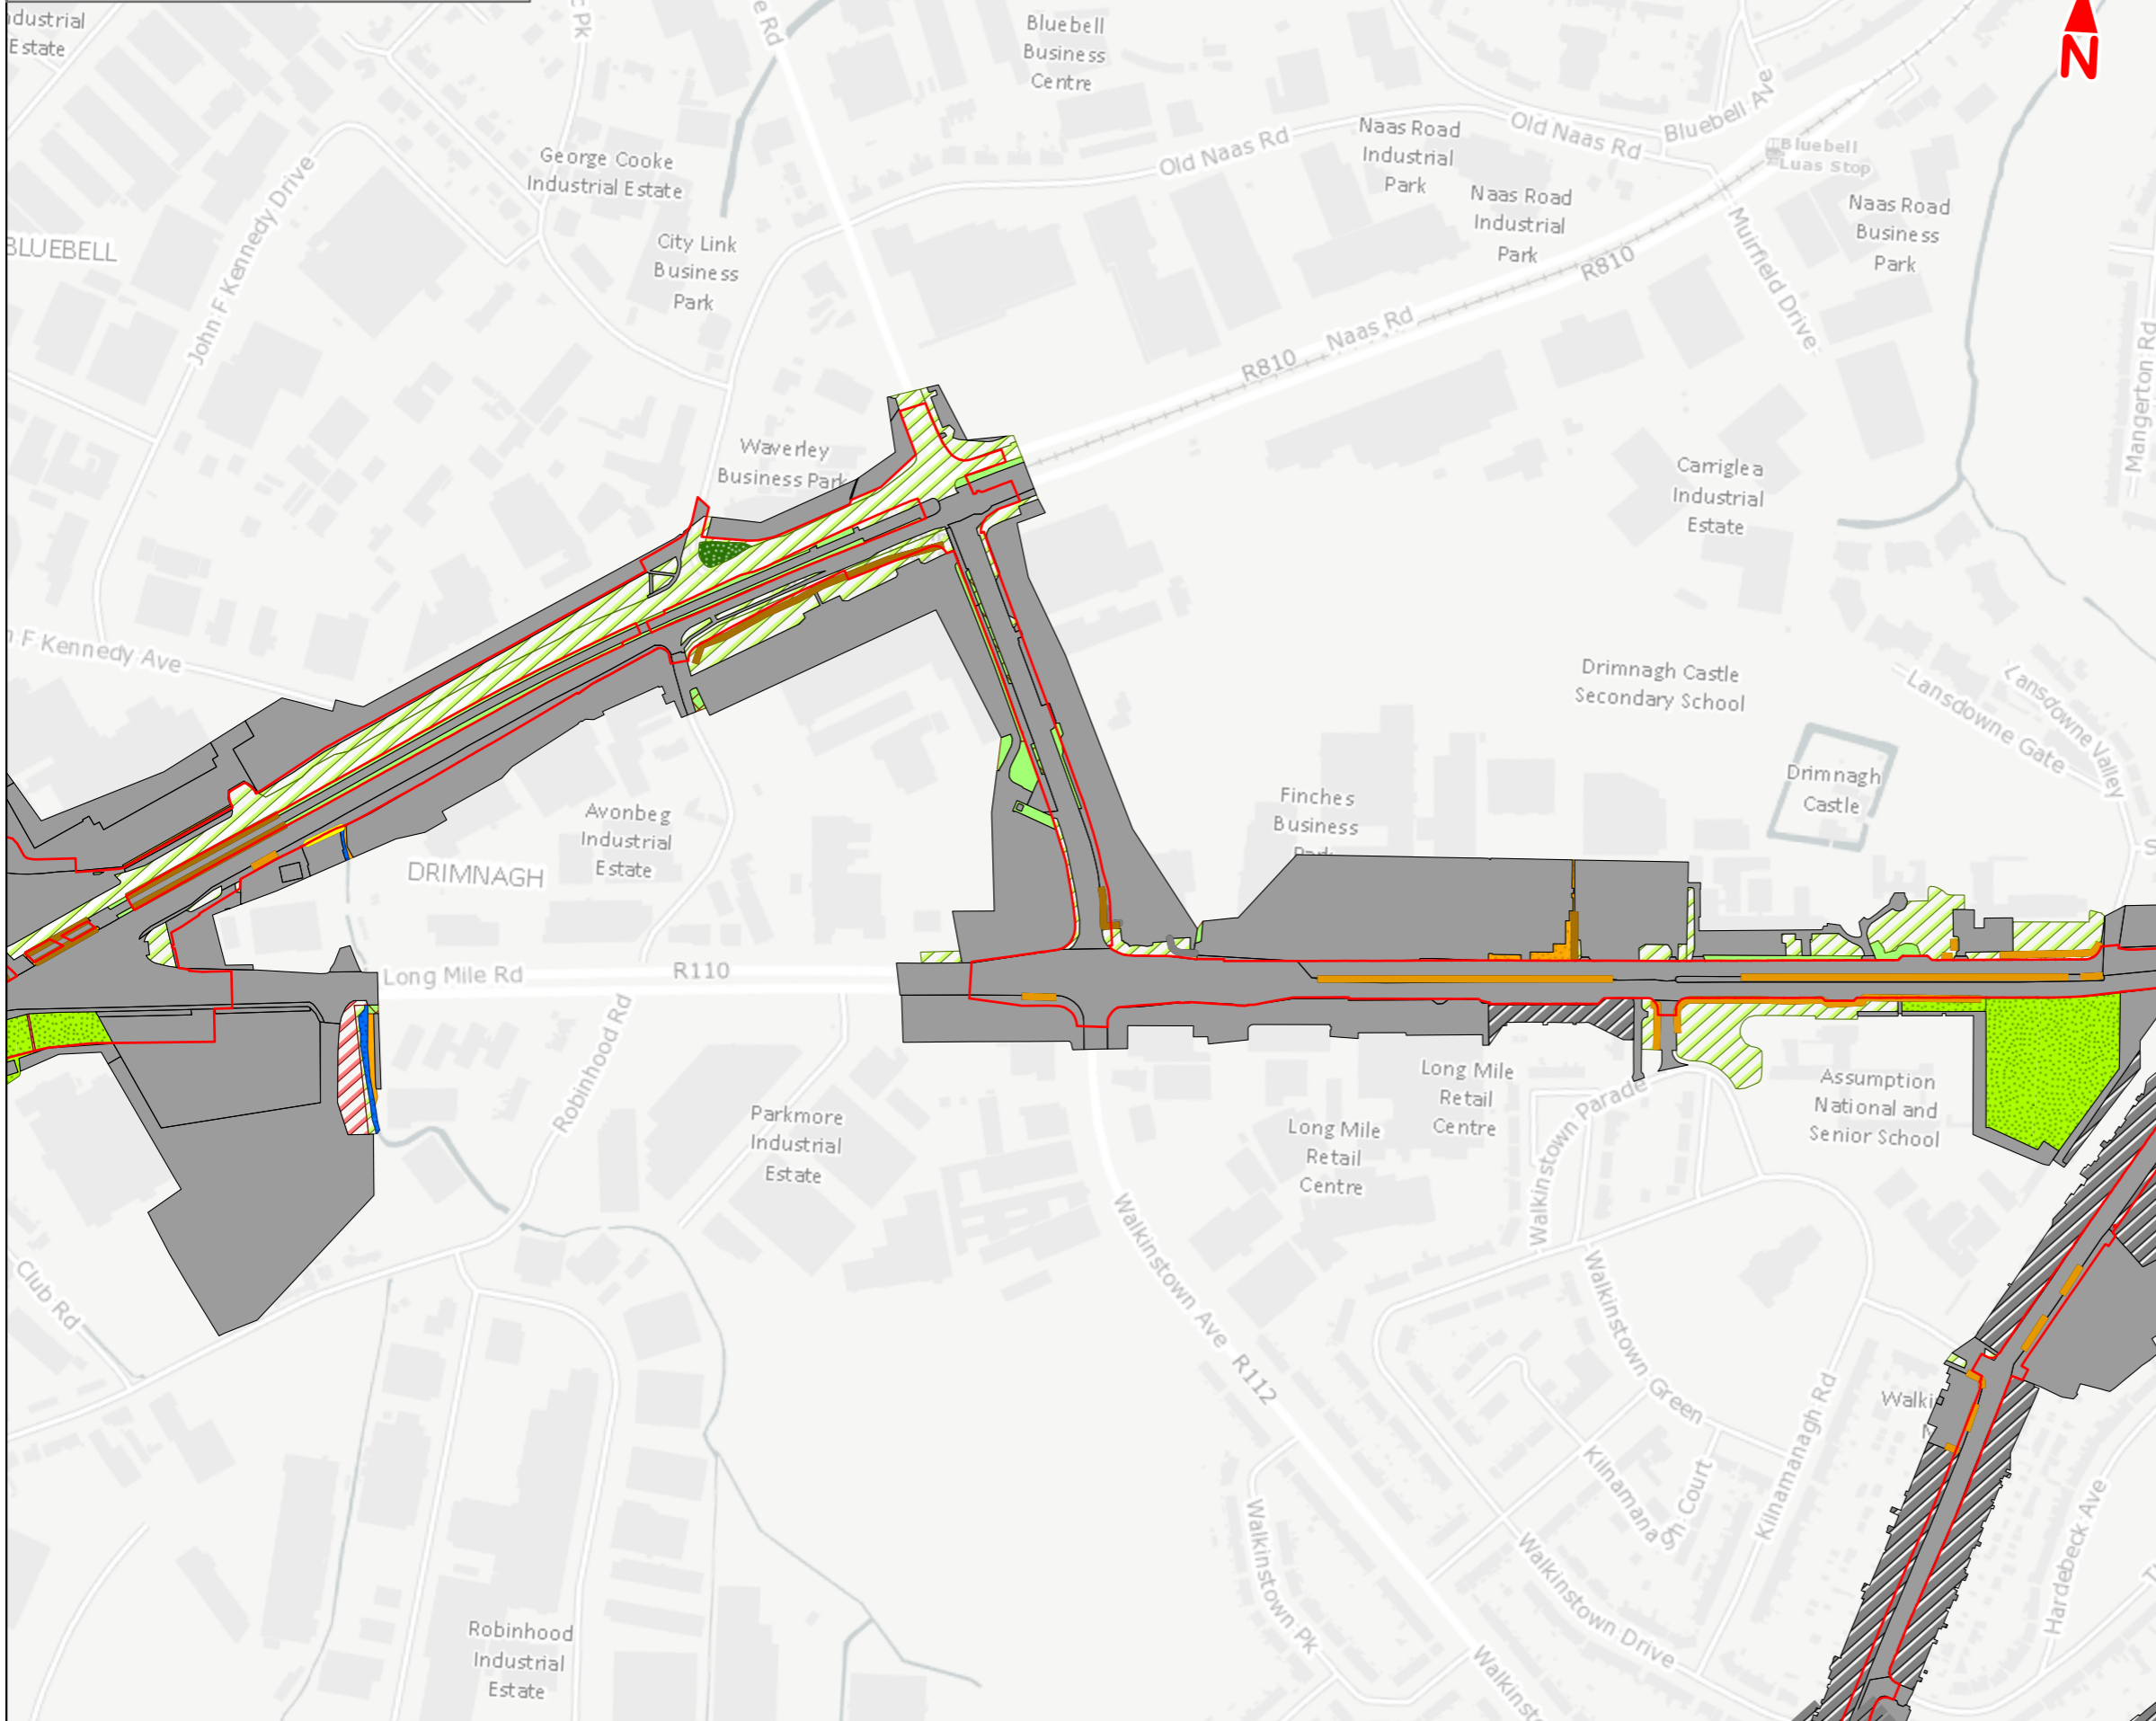 Industrial
Estate
Bluebell
Business
Centre
N
Old Naas Rd
Naas Road
Industrial
Park
Old Naas Rd
Bluebell Ave
Bluebell
Luas Stop
George Cooke
Industrial Estate
Naas Road
Industrial
Park
Naas Road
Business
Park
John F Kennedy Drive
BLUEBELL
City Link
Business
Park
Muirfield Drive
R810
Naas Rd
R810
Mangerton Rd
Waverley
Business Park
Carriglea
Industrial
Estate
F Kennedy Ave
Drimnagh Castle
Secondary School
Lansdowne Gate
Lansdowne Valley
Drimnagh
Castle
Avonbeg
Industrial
Estate
Finches
Business
Park
DRIMNAGH
Long Mile Rd
R110
Robinhood Rd
Parkmore
Industrial
Estate
Long Mile
Retail
Centre
Long Mile
Retail
Centre
Walkinstown Parade
Assumption
National and
Senior School
Club Rd
Walkinstown Ave
R112
Walkinstown Green
Kilnamanagh Rd
Walki
Kilnamanagh Court
Hardebeck Ave
Walkinstown Pk
Walkinstown Drive
Walkinst
Robinhood
Industrial
Estate